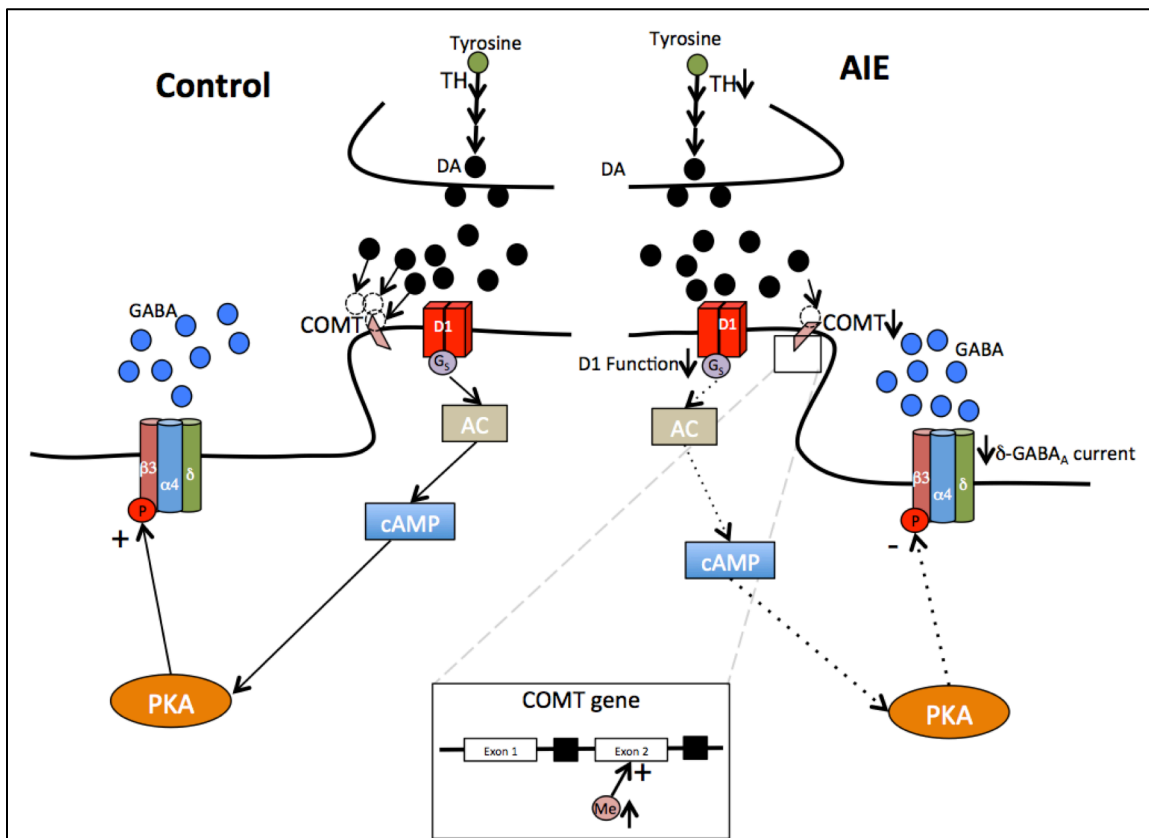 Control
Tyrosine
TH
DA
GABA
COMT
D1
Gs
AC
β3
α4
δ
P
+
cAMP
PKA
AIE
Tyrosine
TH
DA
COMT
D1
D1 Function
Gs
AC
GABA
δ-GABAA current
β3
α4
δ
P
-
cAMP
PKA
COMT gene
Exon 1
Exon 2
+
Me